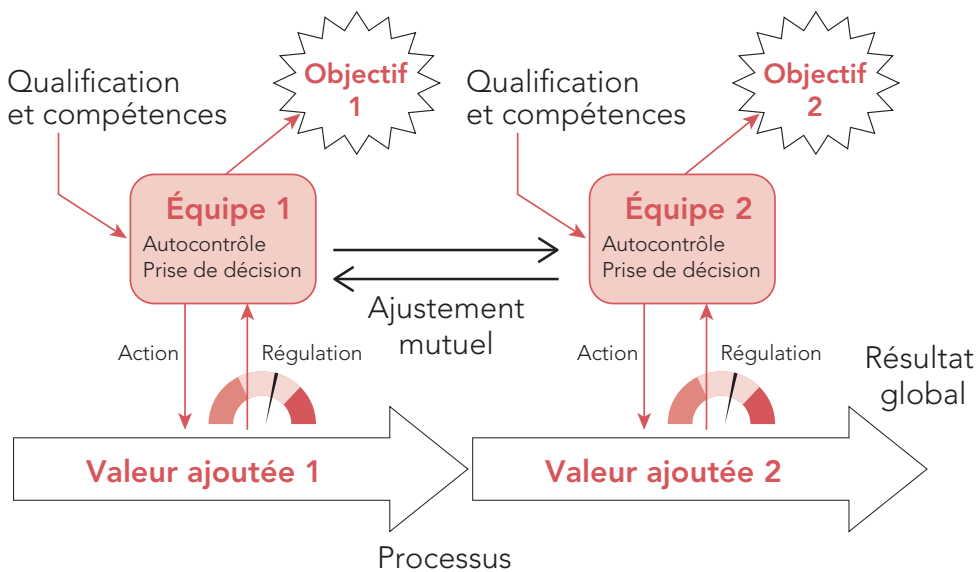 Qualification
et compétences
Objectif
1
Équipe 1
Autocontrôle
Prise de décision
Action
Régulation
Valeur ajoutée 1
Ajustement
mutuel
Qualification
et compétences
Objectif
2
Équipe 2
Autocontrôle
Prise de décision
Action
Régulation
Valeur ajoutée 2
Résultat
global
Processus